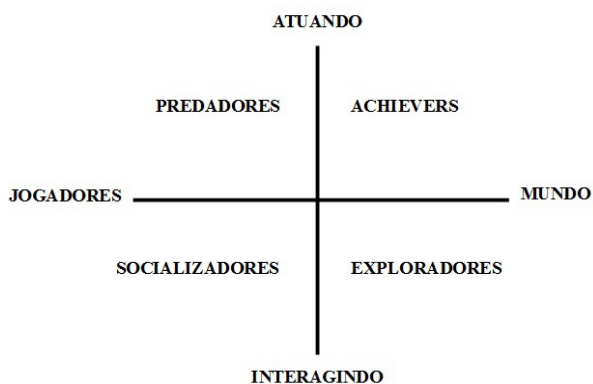 ATUANDO
PREDADORES
ACHIEVERS
JOGADORES
MUNDO
SOCIALIZADORES
EXPLORADORES
INTERAGINDO